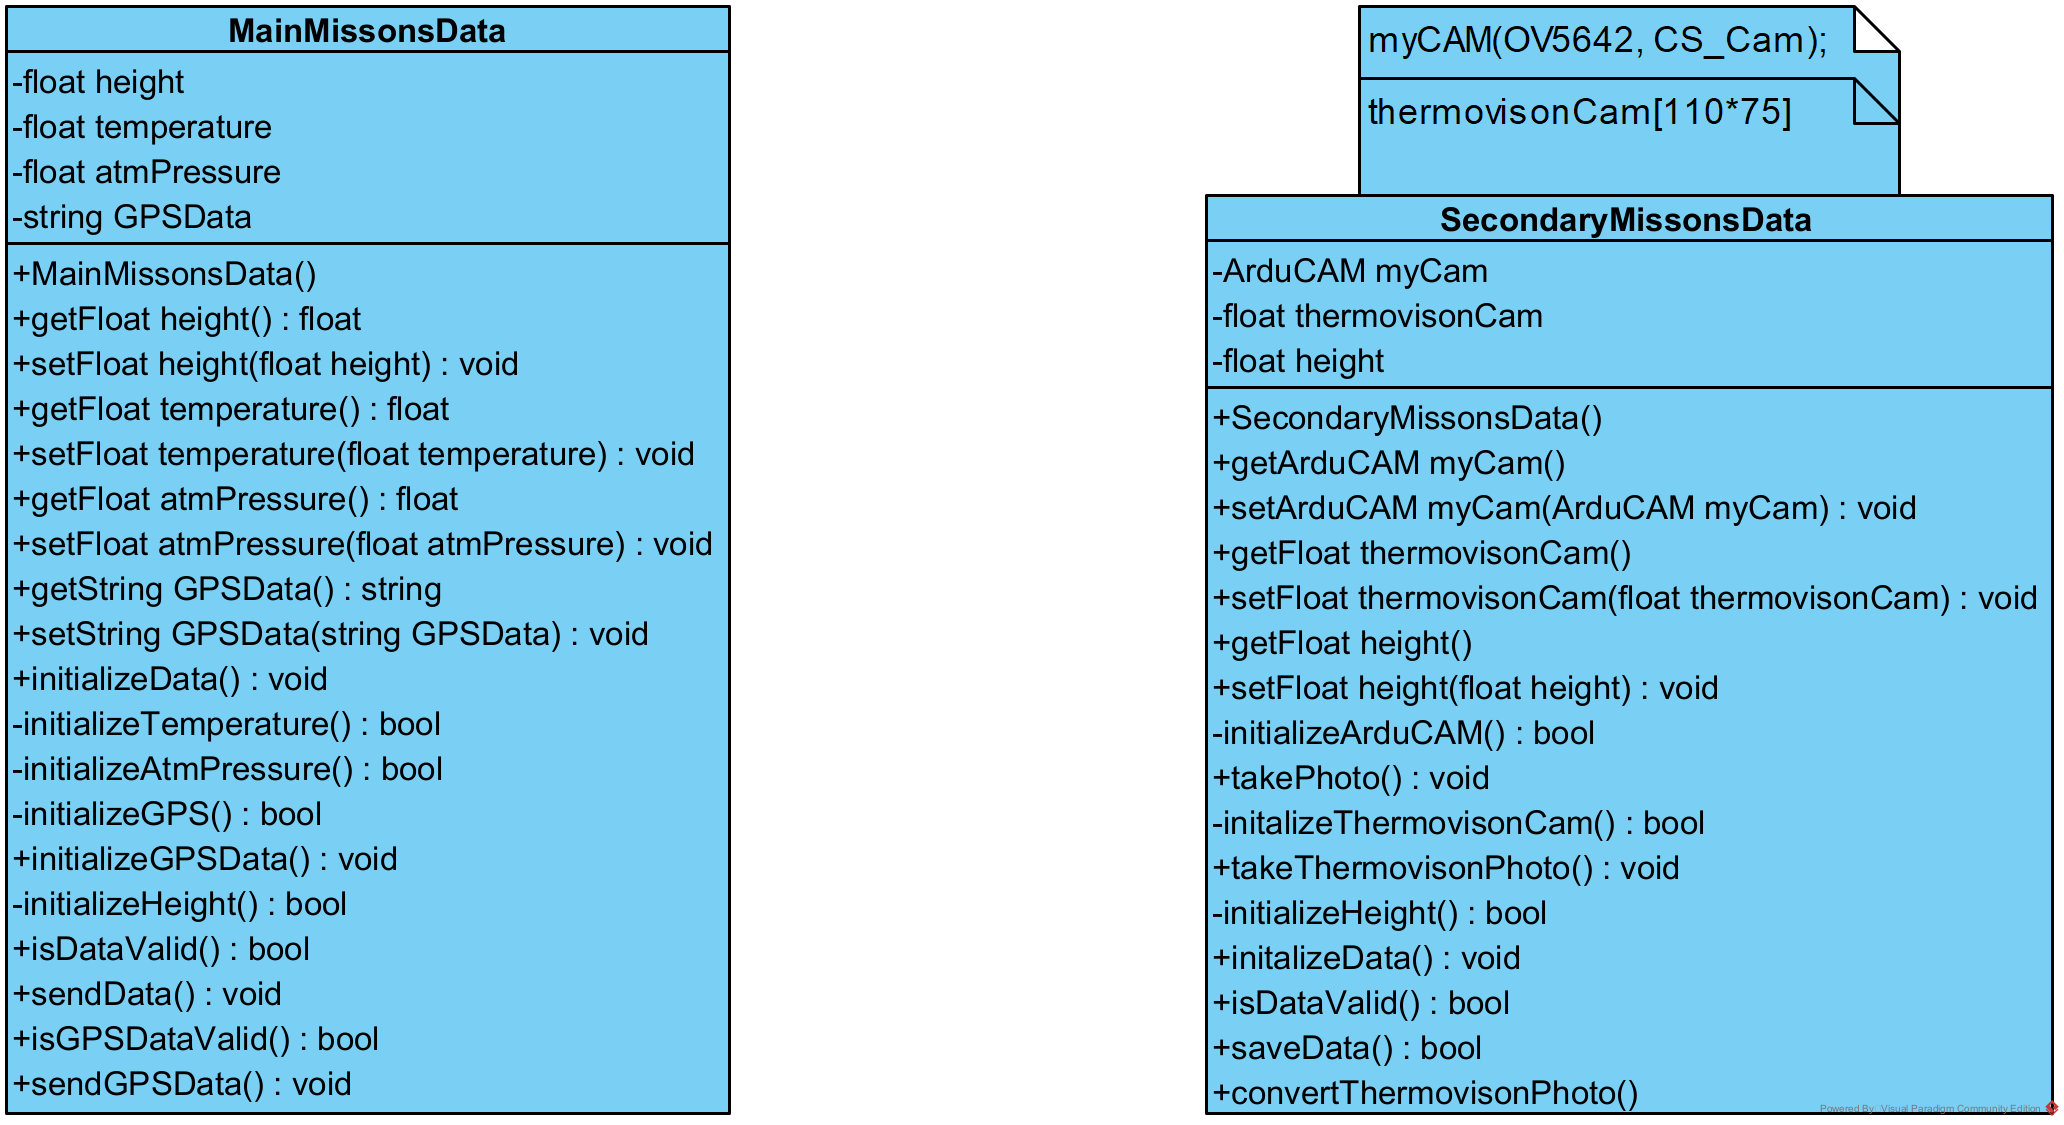 MainMissonsData
-float height
-float temperature
-float atmPressure
-string GPSData
+MainMissonsData()
+getFloat height() : float
+setFloat height(float height) : void
+getFloat temperature() : float
+setFloat temperature(float temperature) : void
+getFloat atmPressure() : float
+setFloat atmPressure(float atmPressure) : void
+getString GPSData() : string
+setString GPSData(string GPSData) : void
+initializeData() : void
-initializeTemperature() : bool
-initializeAtmPressure() : bool
-initializeGPS() : bool
+initializeGPSData() : void
-initializeHeight() : bool
+isDataValid() : bool
+sendData() : void
+isGPSDataValid() : bool
+sendGPSData() : void
myCAM(OV5642, CS_Cam);
thermovisonCam[110*75]
SecondaryMissonsData
-ArduCAM myCam
-float thermovisonCam
-float height
+SecondaryMissonsData()
+getArduCAM myCam()
+setArduCAM myCam(ArduCAM myCam) : void
+getFloat thermovisonCam()
+setFloat thermovisonCam(float thermovisonCam) : void
+getFloat height()
+setFloat height(float height) : void
-initializeArduCAM() : bool
+takePhoto() : void
-initalizeThermovisonCam() : bool
+takeThermovisonPhoto() : void
-initializeHeight() : bool
+initalizeData() : void
+isDataValid() : bool
+saveData() : bool
+convertThermovisonPhoto()
Powered By  Visual Paradigm Community Edition